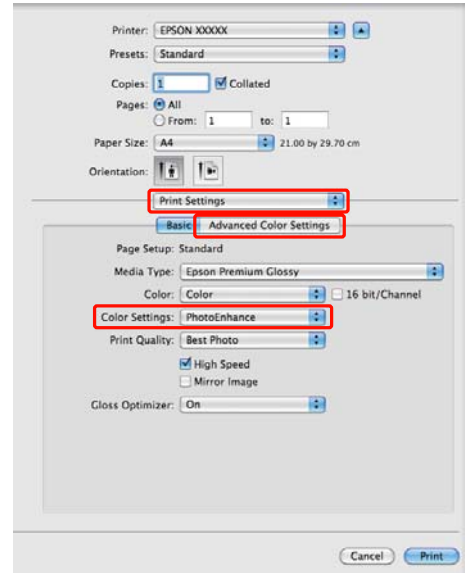 Printer: EPSON XXXXX
Presets: Standard
Copies: 1 Collated
Pages: All
From: 1 to: 1
Paper Size: A4 21.00 by 29.70 cm
Orientation:
Print Settings
Basic Advanced Color Settings
Page Setup: Standard
Media Type: Epson Premium Glossy
Color: Color 16 bit/Channel
Color Settings: PhotoEnhance
Print Quality: Best Photo
High Speed
Mirror Image
Gloss Optimizer: On
Cancel Print